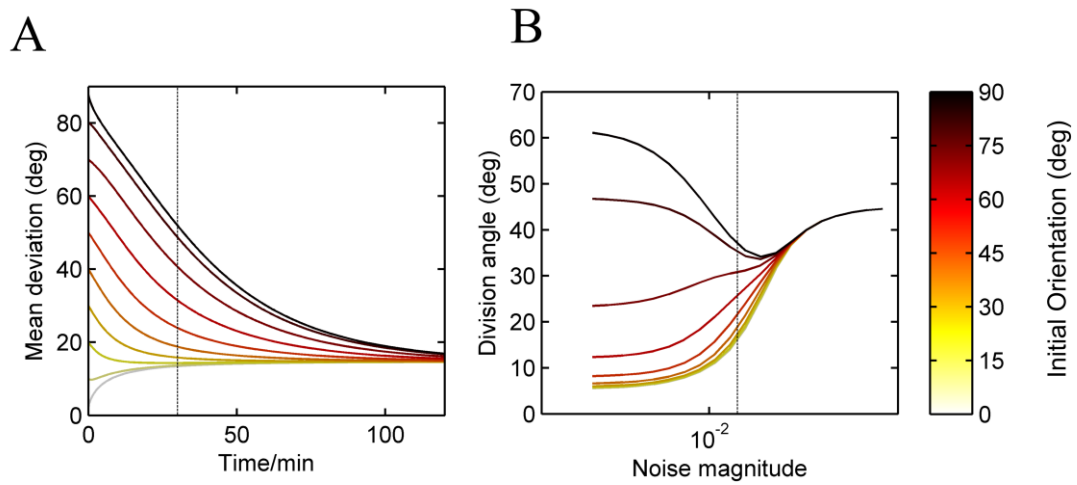 A
Mean deviation (deg)
80
60
40
20
0
0 50 100
Time/min
B
Division angle (deg)
70
60
50
40
30
20
10
0
10-2
Noise magnitude
90
75
60
45
30
15
0
Initial Orientation (deg)